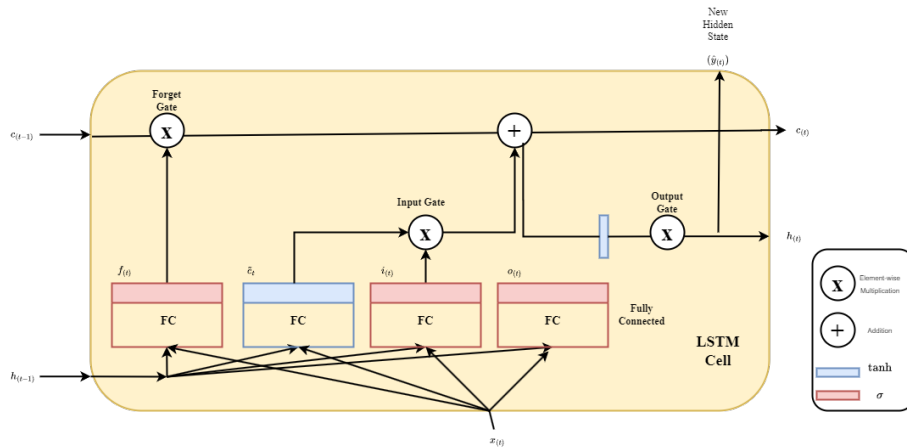 New
Hidden
State
(ŷ(t))
Forget
Gate
c(t-1)
X
+
c(t)
Input Gate
X
Output
Gate
X
h(t)
f(t)
c̃t
i(t)
o(t)
FC
FC
FC
FC
Fully
Connected
LSTM
Cell
h(t-1)
x(t)
X
Element-wise
Multiplication
+
Addition
tanh
σ